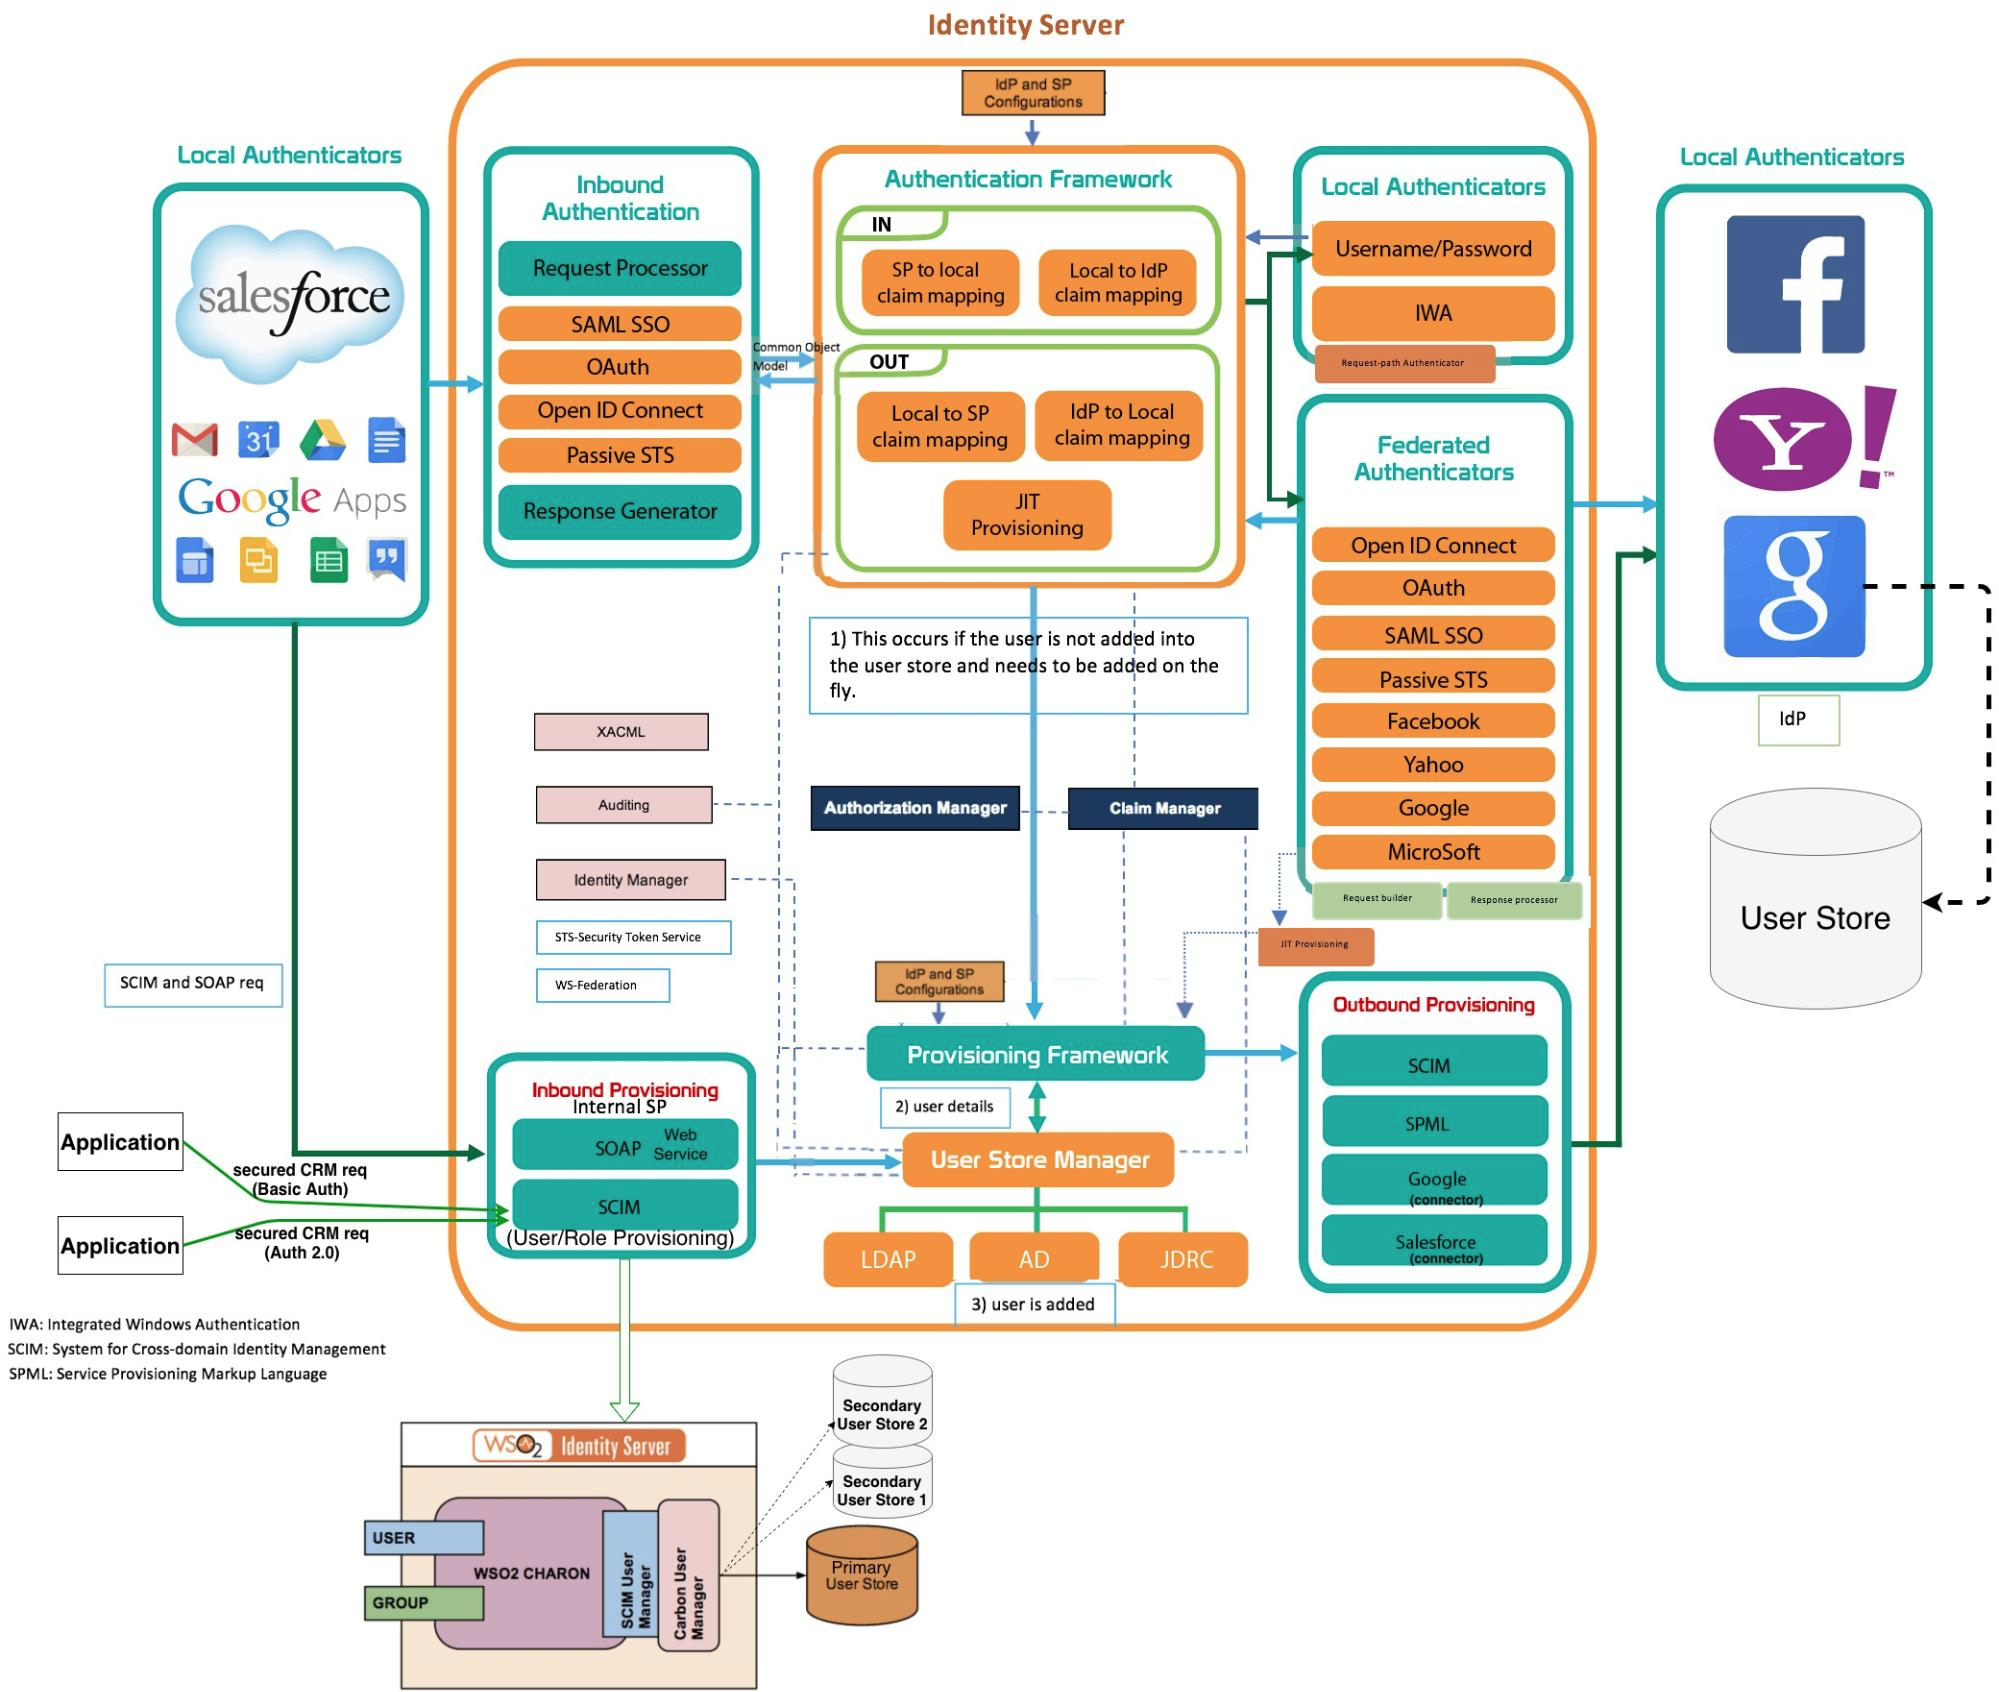 Identity Server
IdP and SP
Configurations
Local Authenticators
salesforce
31
Google Apps
Inbound
Authentication
Request Processor
SAML SSO
OAuth
Open ID Connect
Passive STS
Response Generator
Common Object
Model
Authentication Framework
IN
SP to local
claim mapping
Local to IdP
claim mapping
OUT
Local to SP
claim mapping
IdP to Local
claim mapping
JIT
Provisioning
Local Authenticators
Username/Password
IWA
Request-path Authenticator
Federated
Authenticators
Open ID Connect
OAuth
SAML SSO
Passive STS
Facebook
Yahoo
Google
MicroSoft
Request builder
Response processor
JIT Provisioning
Local Authenticators
f
Y!
TM
g
IdP
User Store
1) This occurs if the user is not added into
the user store and needs to be added on the
fly.
XACML
Auditing
Identity Manager
STS-Security Token Service
WS-Federation
Authorization Manager
Claim Manager
IdP and SP
Configurations
Provisioning Framework
2) user details
User Store Manager
LDAP
AD
JDRC
3) user is added
Outbound Provisioning
SCIM
SPML
Google
(connector)
Salesforce
(connector)
SCIM and SOAP req
Inbound Provisioning
Internal SP
SOAP
Web
Service
SCIM
(User/Role Provisioning)
Application
secured CRM req
(Basic Auth)
Application
secured CRM req
(Auth 2.0)
IWA: Integrated Windows Authentication
SCIM: System for Cross-domain Identity Management
SPML: Service Provisioning Markup Language
WSO2 Identity Server
USER
GROUP
WSO2 CHARON
SCIM User
Manager
Carbon User
Manager
Secondary
User Store 2
Secondary
User Store 1
Primary
User Store